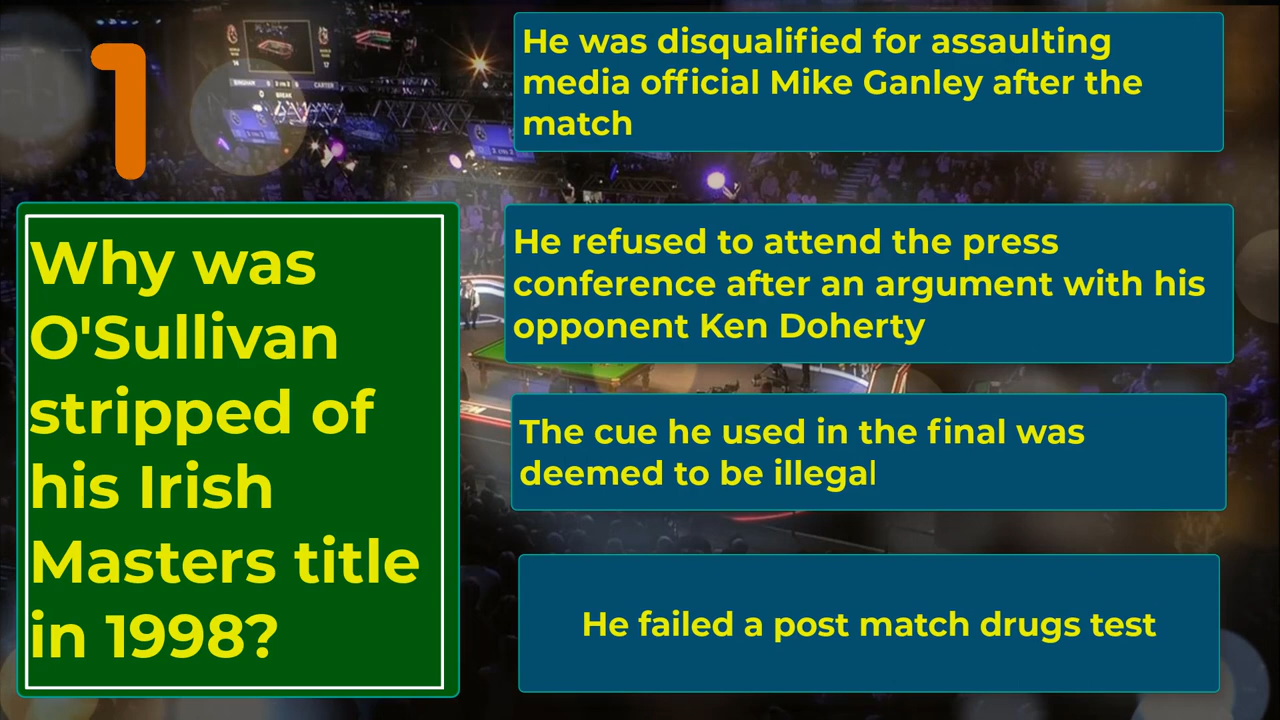 1
Why was
O'Sullivan
stripped of
his Irish
Masters title
in 1998?
He was disqualified for assaulting
media official Mike Ganley after the
match
He refused to attend the press
conference after an argument with his
opponent Ken Doherty
The cue he used in the final was
deemed to be illegal
He failed a post match drugs test